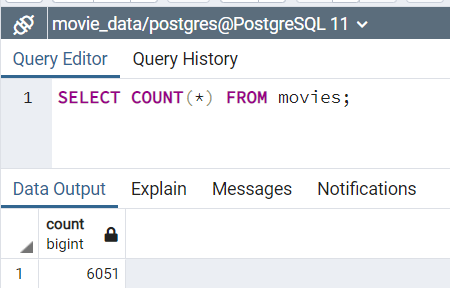 movie_data/postgres@PostgreSQL 11
Query Editor Query History
1 SELECT COUNT(*) FROM movies;
Data Output Explain Messages Notifications
count
bigint
1 6051